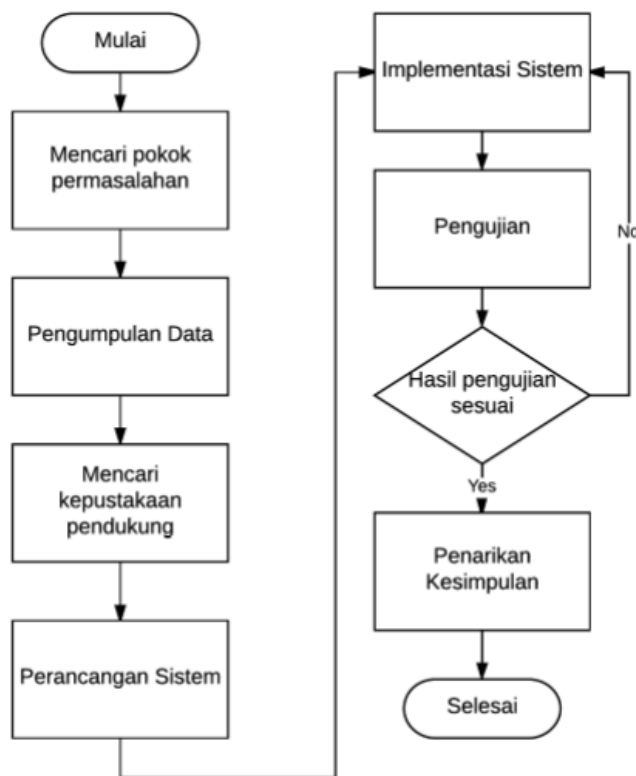 Mulai
Mencari pokok
permasalahan
Pengumpulan Data
Mencari
kepustakaan
pendukung
Perancangan Sistem
Implementasi Sistem
Pengujian
Hasil pengujian
sesuai
No
Yes
Penarikan
Kesimpulan
Selesai